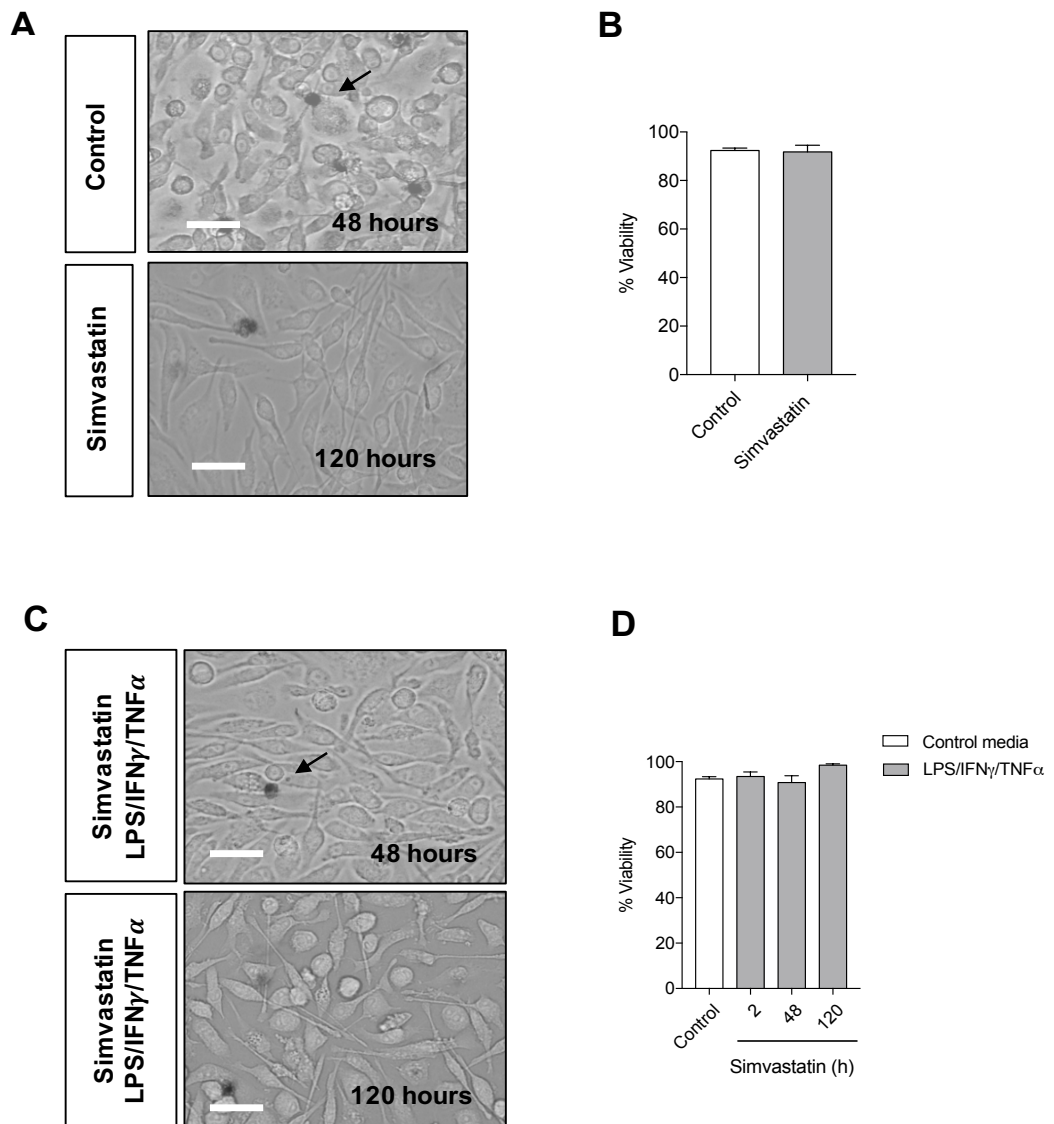 A
Control
48 hours
Simvastatin
120 hours
B
100
80
60
40
20
0
% Viability
Control
Simvastatin
C
Simvastatin
LPS/IFNγ/TNFα
48 hours
Simvastatin
LPS/IFNγ/TNFα
120 hours
D
Control media
LPS/IFNγ/TNFα
100
80
60
40
20
0
% Viability
Control
2
48
120
Simvastatin (h)